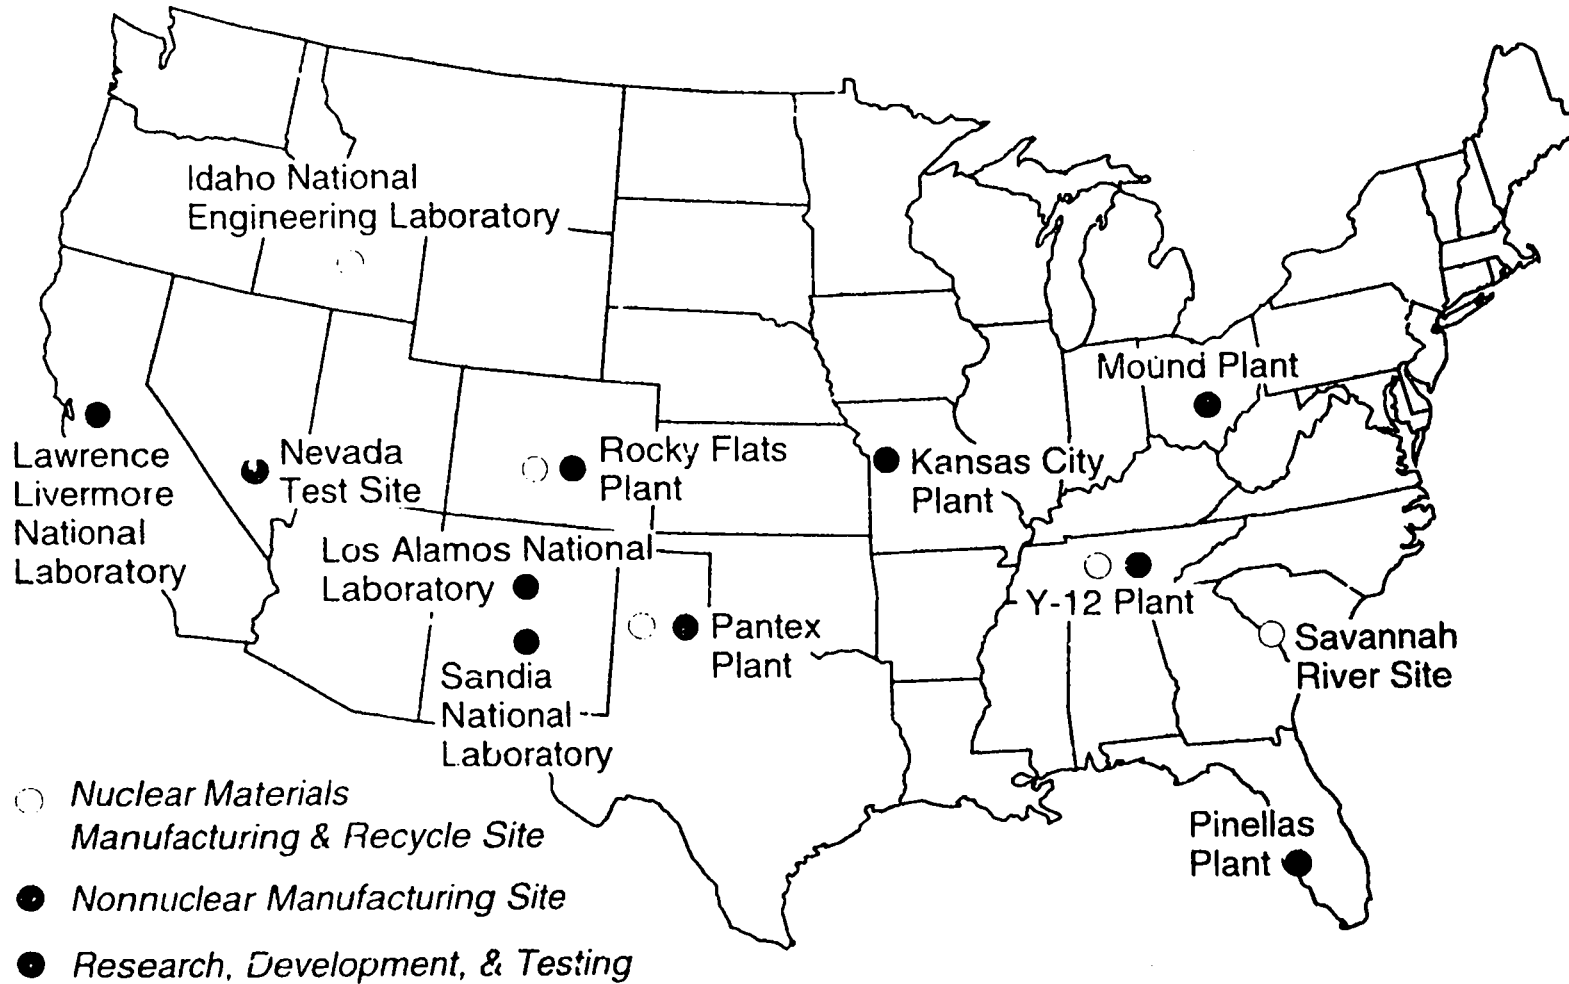 Idaho National
Engineering Laboratory
Mound Plant
Lawrence
Livermore
National
Laboratory
Nevada
Test Site
Rocky Flats
Plant
Kansas City
Plant
Los Alamos National
Laboratory
Y-12 Plant
Pantex
Plant
Savannah
River Site
Sandia
National
Laboratory
Nuclear Materials
Manufacturing & Recycle Site
Pinellas
Plant
Nonnuclear Manufacturing Site
Research, Development, & Testing